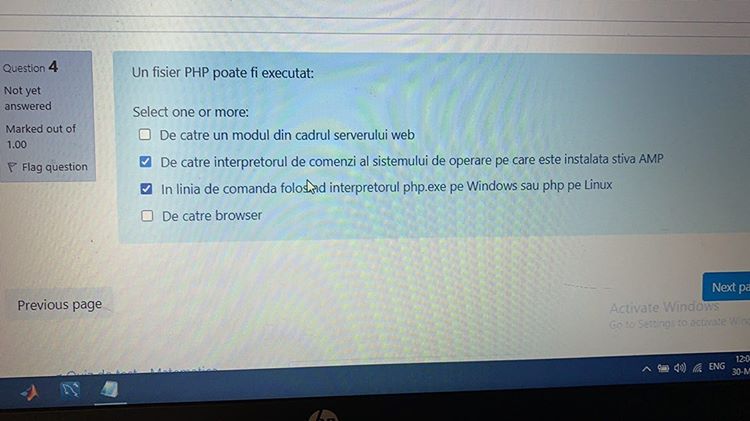 Question 4
Not yet
answered
Marked out of
1.00
Flag question
Un fisier PHP poate fi executat:
Select one or more:
De catre un modul din cadrul serverului web
De catre interpretorul de comenzi al sistemului de operare pe care este instalata stiva AMP
In linia de comanda folosind interpretorul php.exe pe Windows sau php pe Linux
De catre browser
Previous page
Next pa
Activate Windows
Go to Settings to activate Win
ENG
12:0
30-M
hp